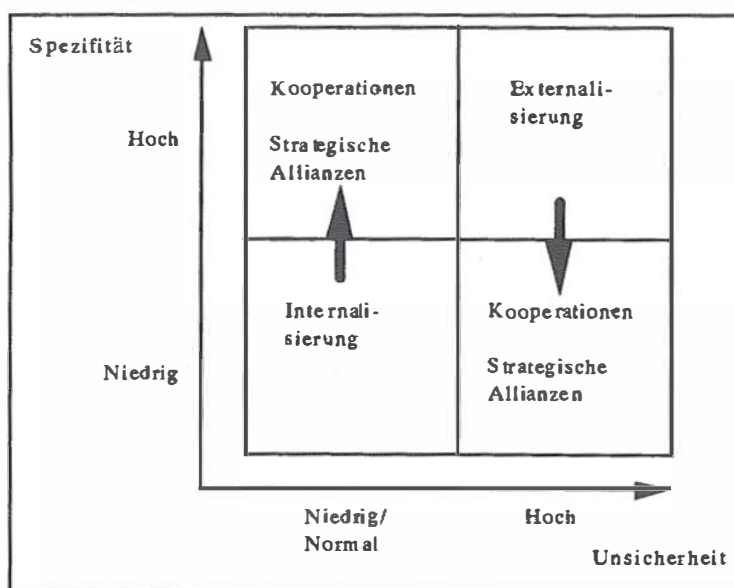 Spezifität
Hoch
Kooperationen
Strategische
Allianzen
Externali-
sierung
Niedrig
Internali-
sierung
Kooperationen
Strategische
Allianzen
Niedrig/
Normal
Hoch
Unsicherheit